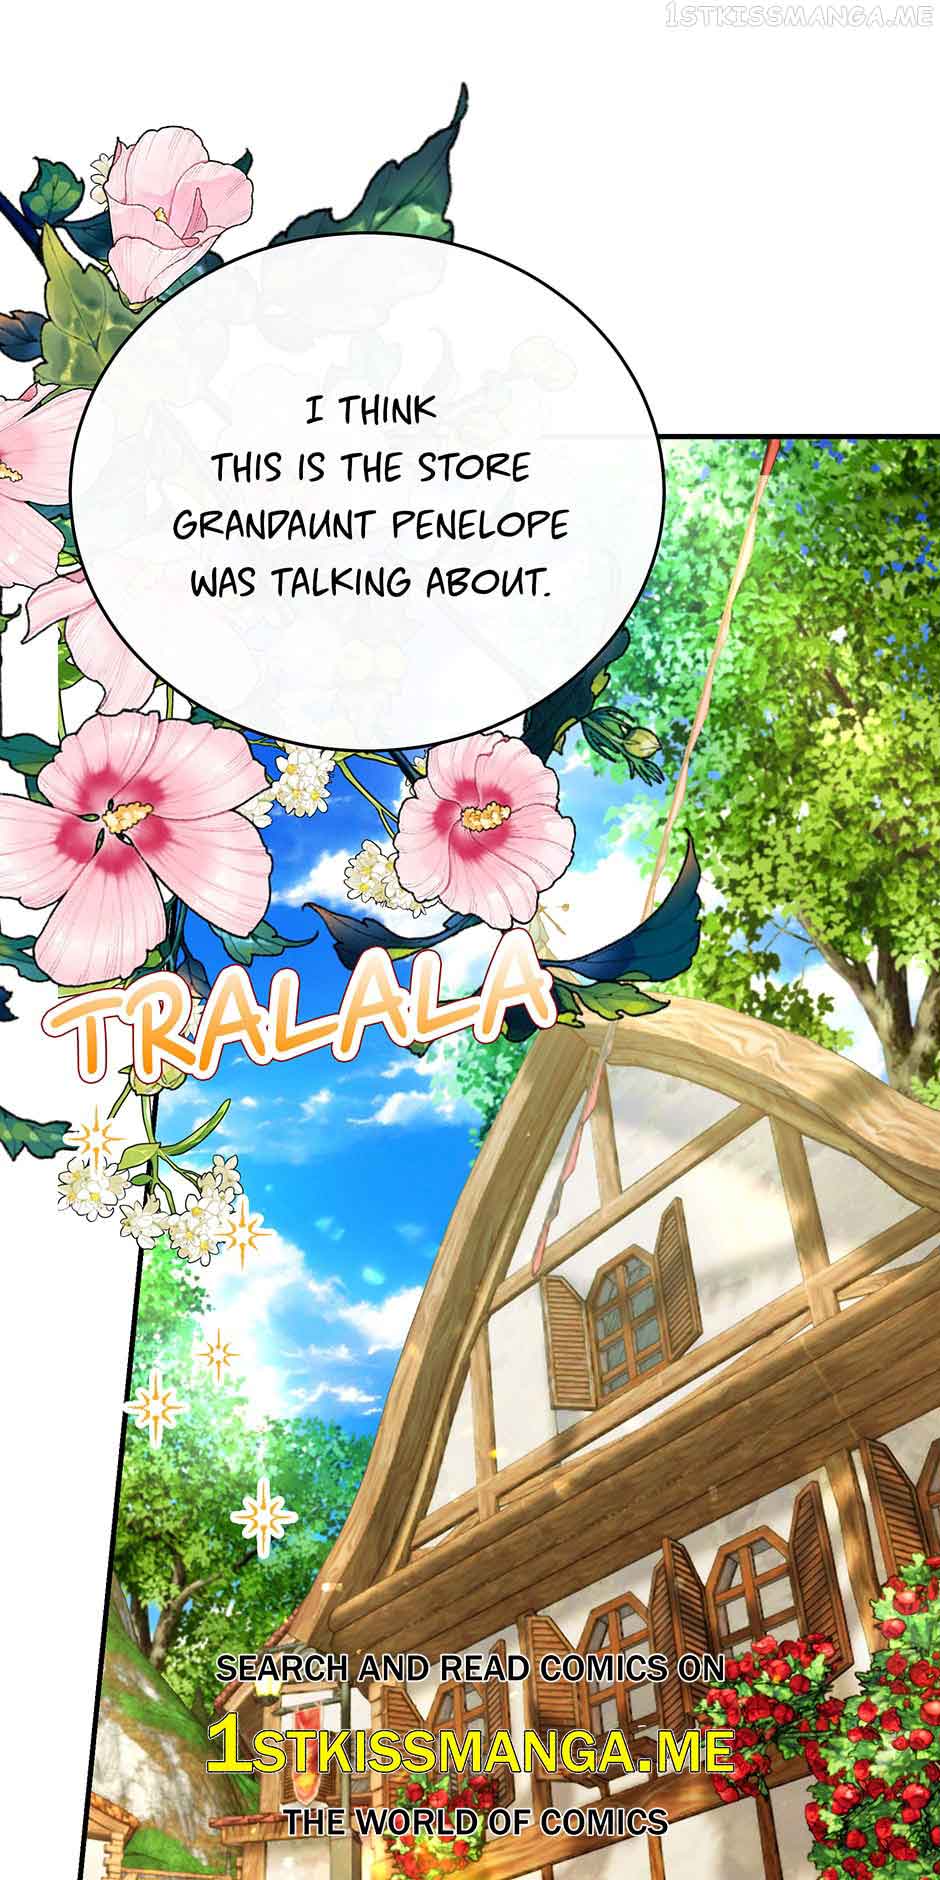 1STKISSMANGA.ME
I THINK
THIS IS THE STORE
GRANDAUNT PENELOPE
WAS TALKING ABOUT.
TRALALA
SEARCH AND READ COMICS ON
1STKISSMANGA.ME
THE WORLD OF COMICS